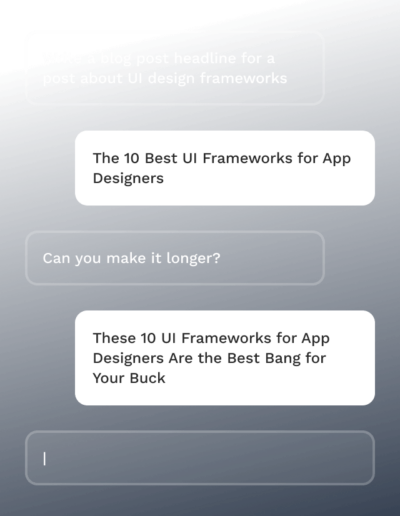 blog post headline for a
post about UI design frameworks
The 10 Best UI Frameworks for App
Designers
Can you make it longer?
These 10 UI Frameworks for App
Designers Are the Best Bang for
Your Buck